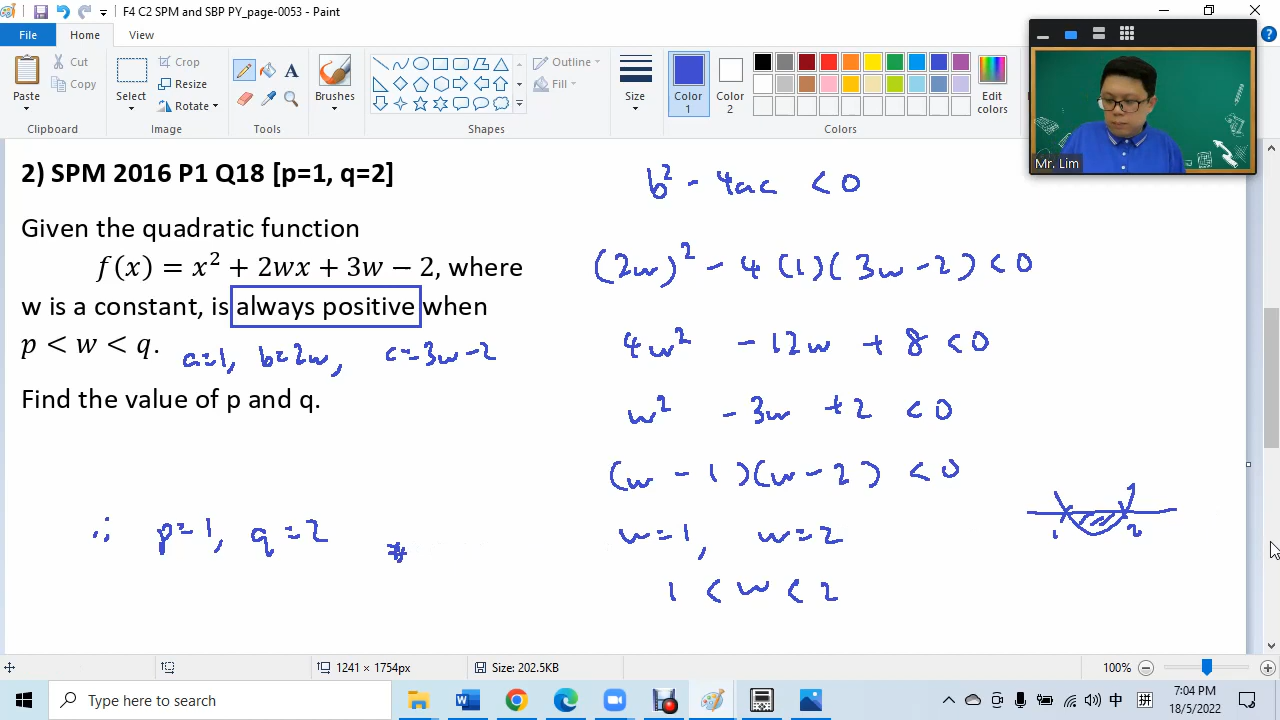 F4 C2 SPM and SBP PY_page-0053 - Paint
File Home View
Paste
Cut
Copy
Clipboard
Select
Crop
Resize
Rotate
Image
A
Tools
Brushes
Shapes
Outline
Fill
Size
Color 1
Color 2
Edit colors
Colors
Mr. Lim
2) SPM 2016 P1 Q18 [p=1, q=2]
Given the quadratic function
f(x) = x² + 2wx + 3w − 2, where
w is a constant, is always positive when
p < w < q.
a=1, b=2w, c=3w-2
Find the value of p and q.
∴ p=1, q=2 #
b² - 4ac < 0
(2w)² - 4(1)(3w-2) < 0
4w² - 12w + 8 < 0
w² - 3w + 2 < 0
(w - 1)(w - 2) < 0
w=1, w=2
1 < w < 2
1 2
1241 × 1754px
Size: 202.5KB
100%
Type here to search
中
拼
7:04 PM
18/5/2022